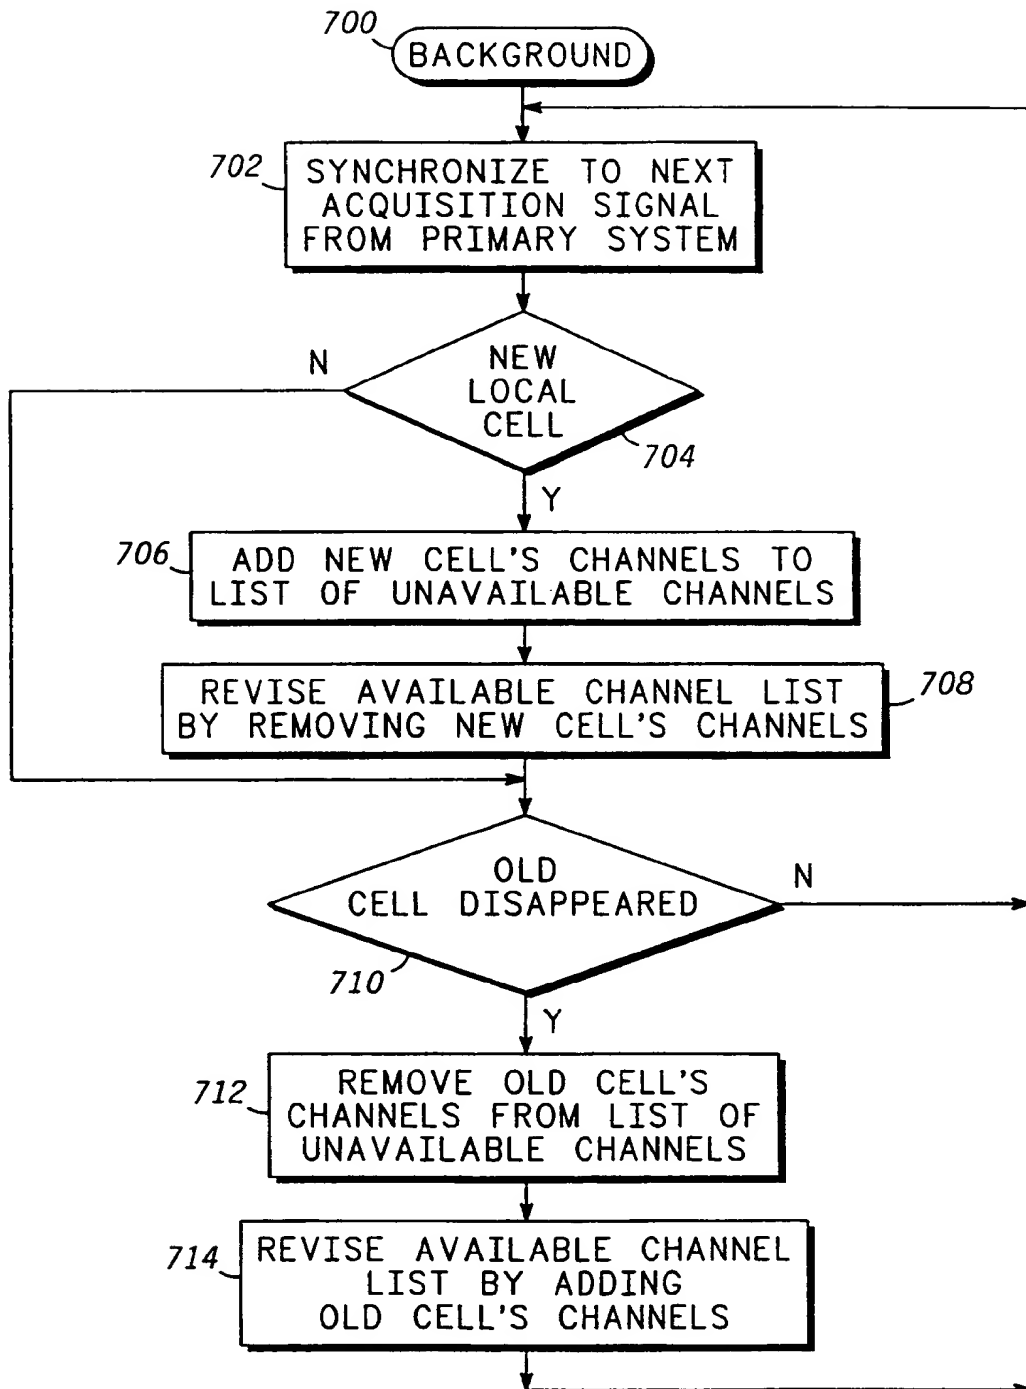 700
BACKGROUND
702
SYNCHRONIZE TO NEXT
ACQUISITION SIGNAL
FROM PRIMARY SYSTEM
N
NEW
LOCAL
CELL
704
Y
706
ADD NEW CELL'S CHANNELS TO
LIST OF UNAVAILABLE CHANNELS
708
REVISE AVAILABLE CHANNEL LIST
BY REMOVING NEW CELL'S CHANNELS
OLD
CELL DISAPPEARED
N
710
Y
712
REMOVE OLD CELL'S
CHANNELS FROM LIST OF
UNAVAILABLE CHANNELS
714
REVISE AVAILABLE CHANNEL
LIST BY ADDING
OLD CELL'S CHANNELS